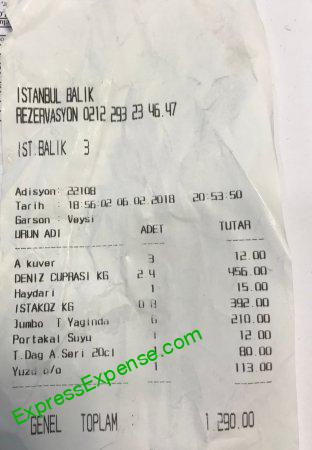 ISTANBUL BALIK
REZERVASYON 0212 293 23 46.47
IST.BALIK 3
Adisyon: 22108
Tarih : 18:56:02 06.02.2018 20:53:50
Garson : Veysi
URUN ADI ADET TUTAR
A kuver 3 12.00
DENIZ CUPRASI KG 2.4 456.00
Haydari 1 15.00
ISTAKOZ KG 0.8 392.00
Jumbo T Yaginda 6 210.00
Portakal Suyu 1 12.00
T.Dag A.Seri 20cl 1 80.00
1 113.00
GENEL TOPLAM : 1.290.00
ExpressExpense.com